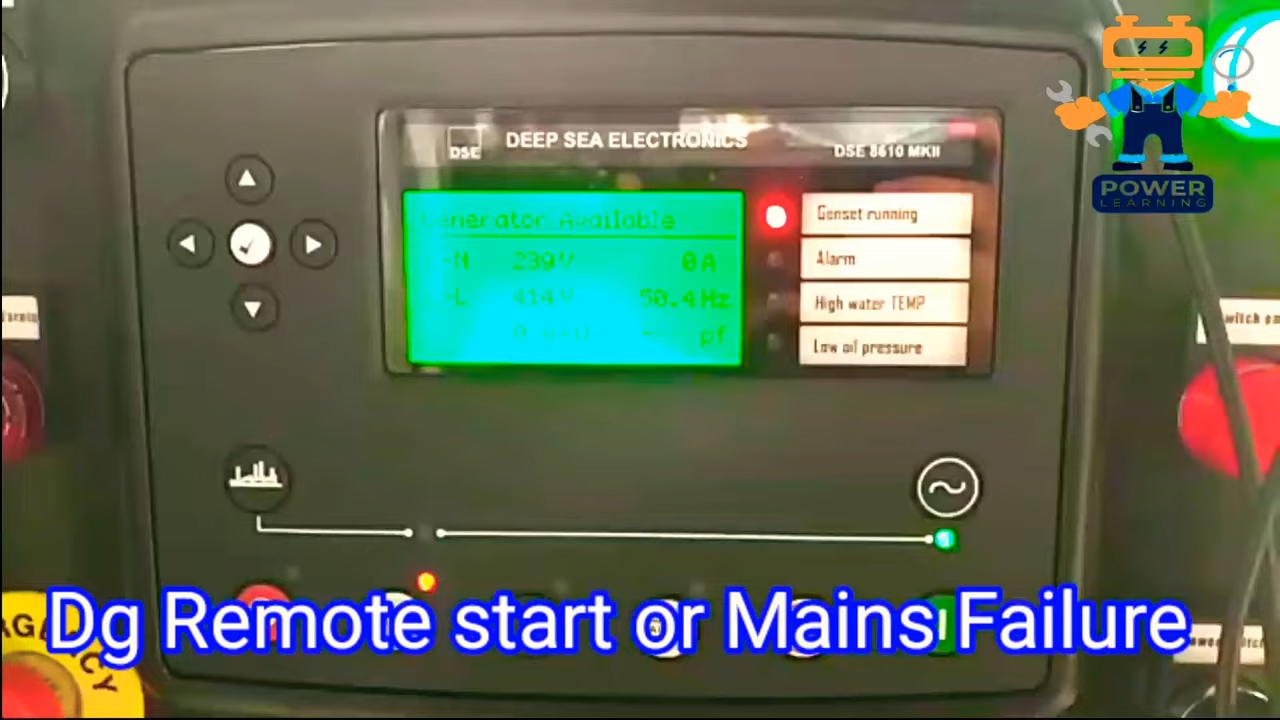 DSE
DEEP SEA ELECTRONICS
DSE 8610 MKII
POWER
LEARNING
Generator Available
239V 0A
414V 50.4Hz
pf
Genset running
Alarm
High water TEMP
Low oil pressure
Dg Remote start or Mains Failure